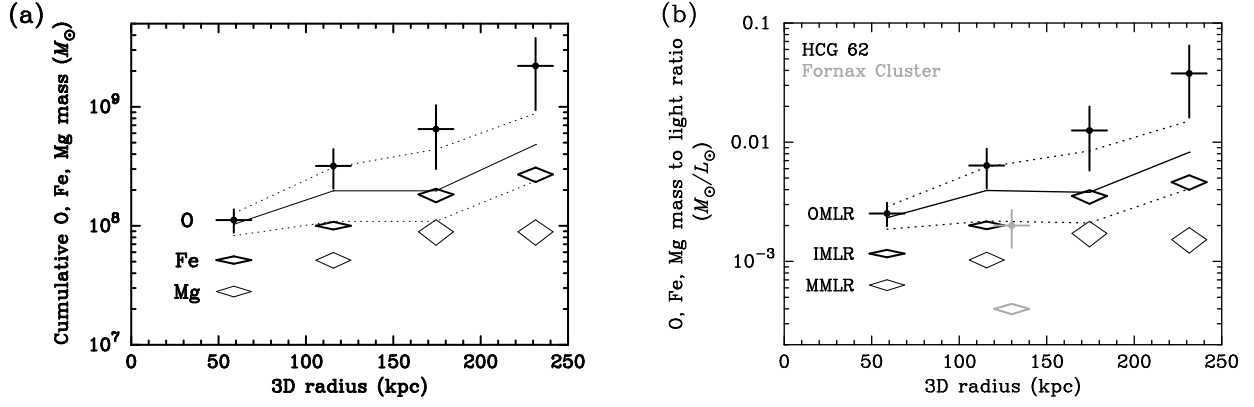 (a)
Cumulative O, Fe, Mg mass (M⊙)
10⁹
10⁸
10⁷
O
Fe
Mg
0 50 100 150 200 250
3D radius (kpc)
(b)
O, Fe, Mg mass to light ratio
(M⊙/L⊙)
0.1
0.01
10⁻³
HCG 62
Fornax Cluster
OMLR
IMLR
MMLR
0 50 100 150 200 250
3D radius (kpc)